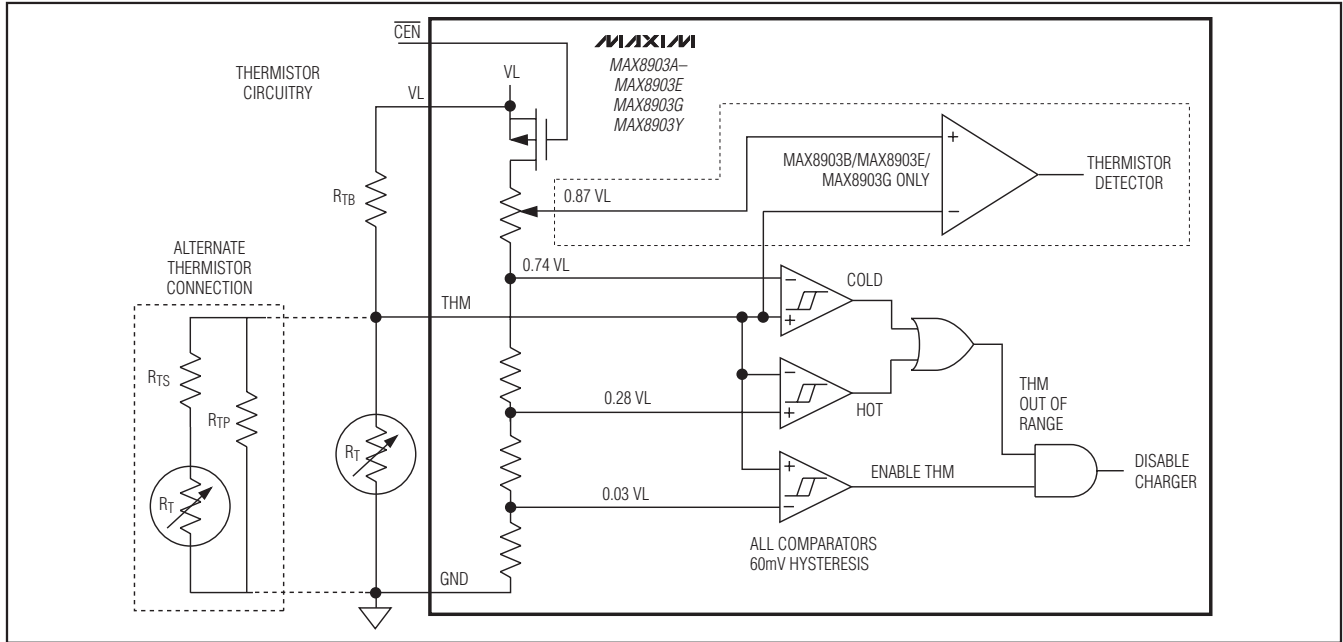 CEN
MAXIM
MAX8903A–
MAX8903E
MAX8903G
MAX8903Y
THERMISTOR
CIRCUITRY
VL
VL
RTB
0.87 VL
MAX8903B/MAX8903E/
MAX8903G ONLY
+
−
THERMISTOR
DETECTOR
ALTERNATE
THERMISTOR
CONNECTION
0.74 VL
−
+
COLD
THM
RTS
RTP
RT
RT
0.28 VL
−
+
HOT
THM
OUT OF
RANGE
0.03 VL
+
−
ENABLE THM
DISABLE
CHARGER
ALL COMPARATORS
60mV HYSTERESIS
GND